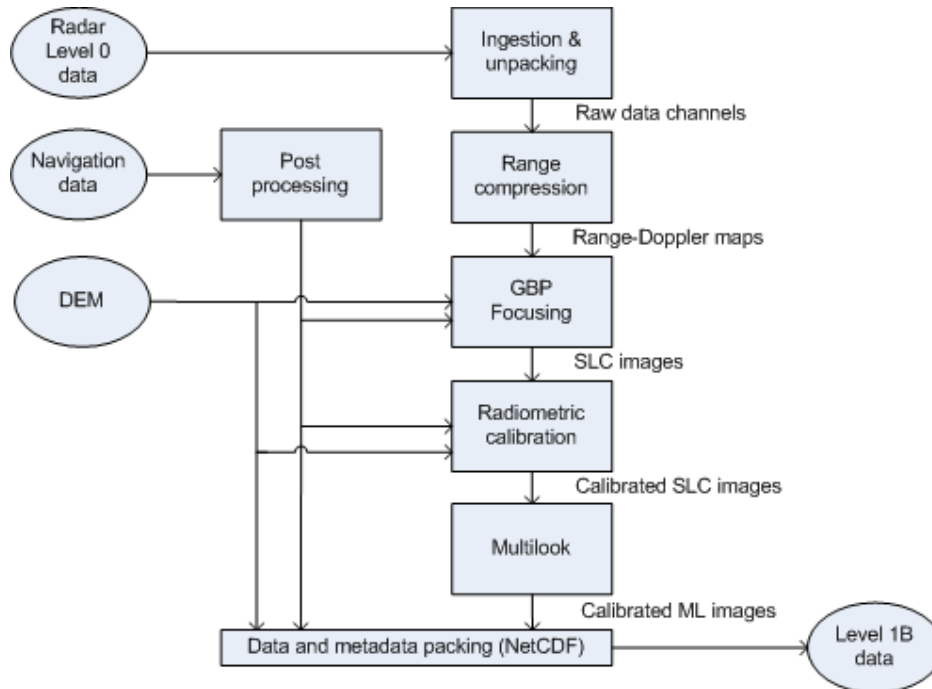 Radar
Level 0
data
Ingestion &
unpacking
Raw data channels
Navigation
data
Post
processing
Range
compression
Range-Doppler maps
DEM
GBP
Focusing
SLC images
Radiometric
calibration
Calibrated SLC images
Multilook
Calibrated ML images
Data and metadata packing (NetCDF)
Level 1B
data